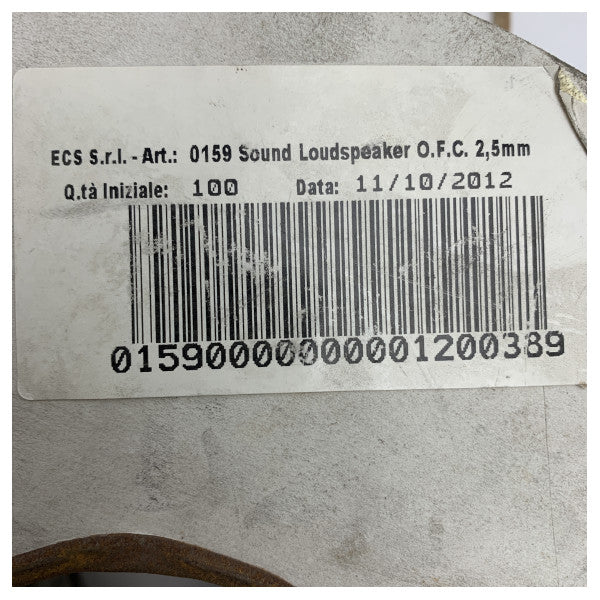 ECS S.r.l. - Art.: 0159 Sound Loudspeaker O.F.C. 2,5mm
Q.tà Iniziale: 100 Data: 11/10/2012
01590000000001200389